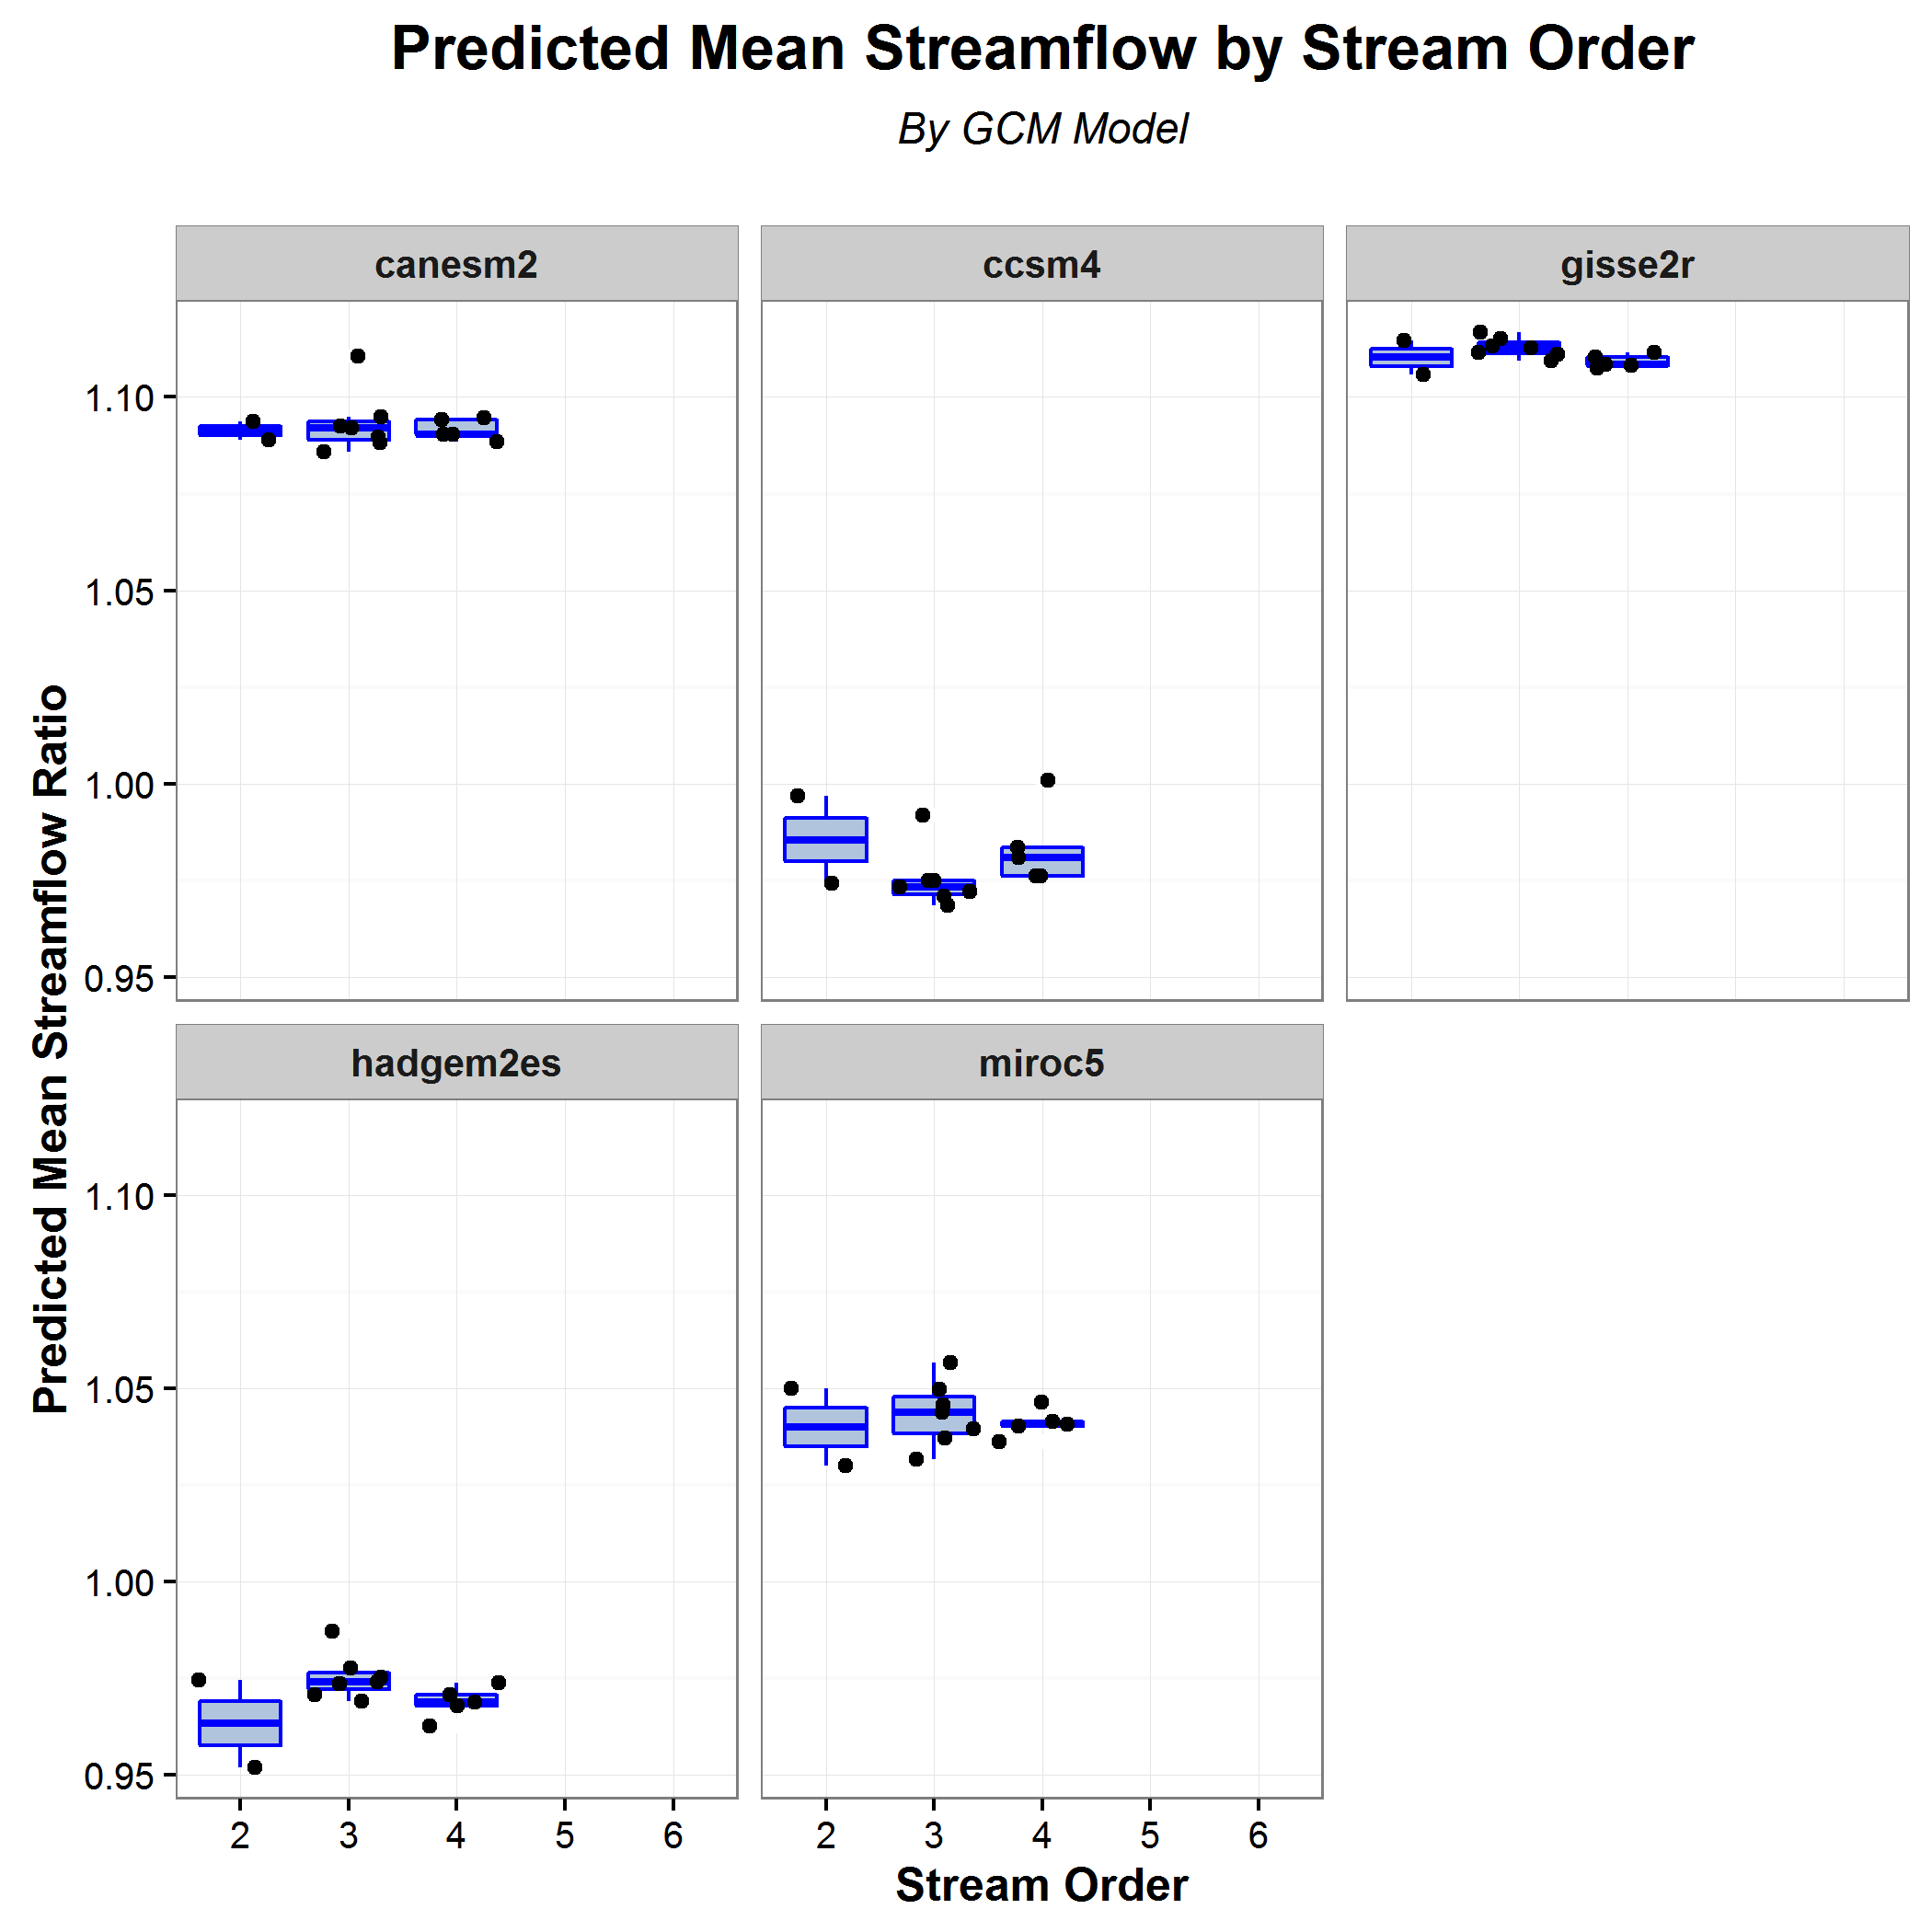 Predicted Mean Streamflow by Stream Order
By GCM Model
canesm2
ccsm4
gisse2r
1.10
1.05
1.00
0.95
Predicted Mean Streamflow Ratio
hadgem2es
miroc5
1.10
1.05
1.00
0.95
2 3 4 5 6
2 3 4 5 6
Stream Order